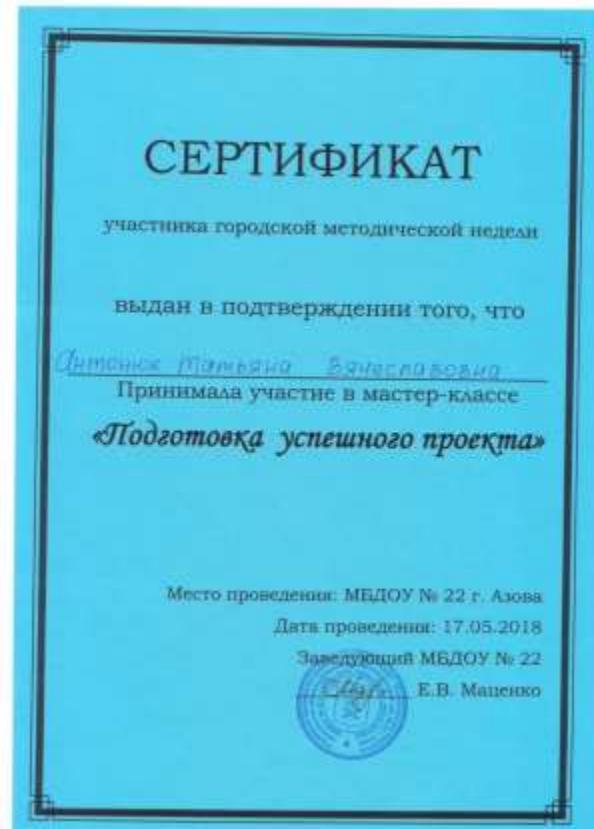 СЕРТИФИКАТ
участника городской методической недели
выдан в подтверждении того, что
Антонюк Татьяна Вячеславовна
Принимала участие в мастер-классе
«Подготовка успешного проекта»
Место проведения: МБДОУ № 22 г. Азова
Дата проведения: 17.05.2018
Заведующий МБДОУ № 22
Е.В. Маценко